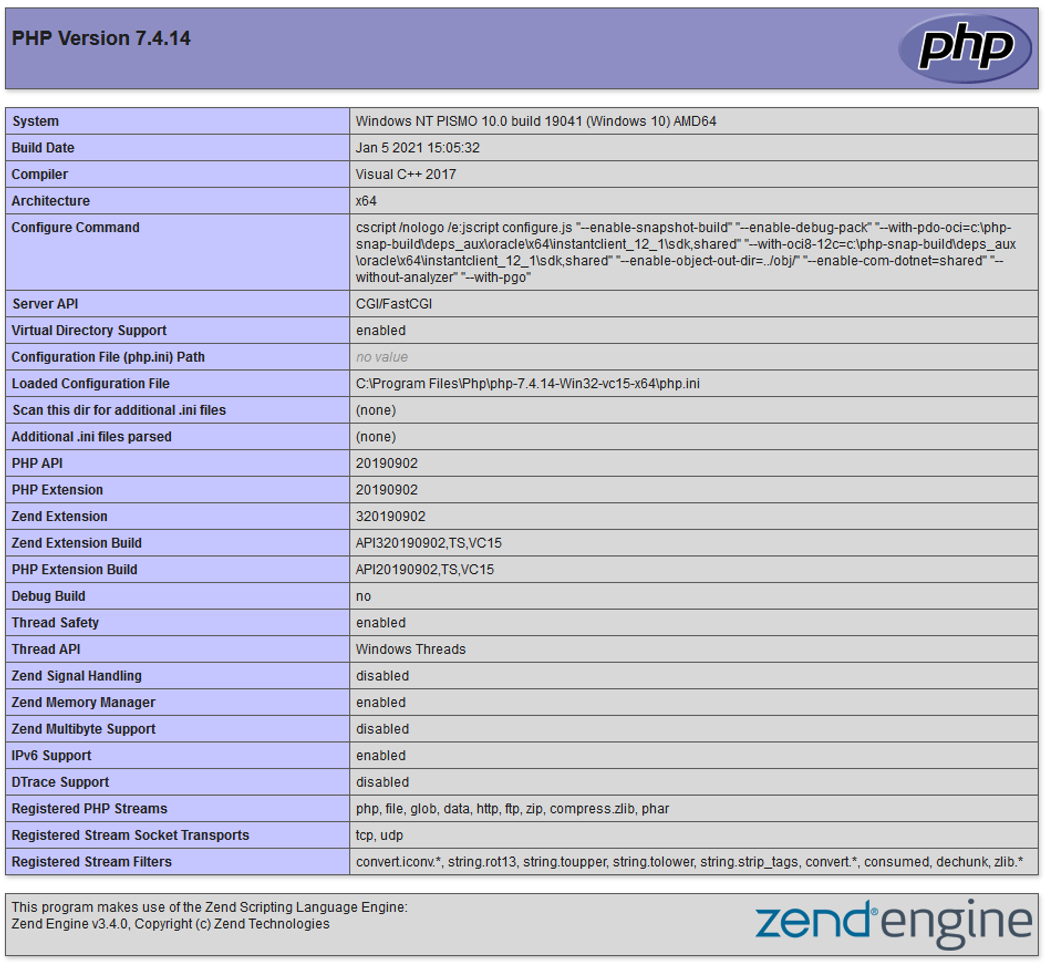 PHP Version 7.4.14
php
System Windows NT PISMO 10.0 build 19041 (Windows 10) AMD64
Build Date Jan 5 2021 15:05:32
Compiler Visual C++ 2017
Architecture x64
Configure Command cscript /nologo /e:jscript configure.js "--enable-snapshot-build" "--enable-debug-pack" "--with-pdo-oci=c:\php-
snap-build\deps_aux\oracle\x64\instantclient_12_1\sdk,shared" "--with-oci8-12c=c:\php-snap-build\deps_aux
\oracle\x64\instantclient_12_1\sdk,shared" "--enable-object-out-dir=../obj/" "--enable-com-dotnet=shared" "--
without-analyzer" "--with-pgo"
Server API CGI/FastCGI
Virtual Directory Support enabled
Configuration File (php.ini) Path no value
Loaded Configuration File C:\Program Files\Php\php-7.4.14-Win32-vc15-x64\php.ini
Scan this dir for additional .ini files (none)
Additional .ini files parsed (none)
PHP API 20190902
PHP Extension 20190902
Zend Extension 320190902
Zend Extension Build API320190902,TS,VC15
PHP Extension Build API20190902,TS,VC15
Debug Build no
Thread Safety enabled
Thread API Windows Threads
Zend Signal Handling disabled
Zend Memory Manager enabled
Zend Multibyte Support disabled
IPv6 Support enabled
DTrace Support disabled
Registered PHP Streams php, file, glob, data, http, ftp, zip, compress.zlib, phar
Registered Stream Socket Transports tcp, udp
Registered Stream Filters convert.iconv.*, string.rot13, string.toupper, string.tolower, string.strip_tags, convert.*, consumed, dechunk, zlib.*
This program makes use of the Zend Scripting Language Engine:
Zend Engine v3.4.0, Copyright (c) Zend Technologies
zend® engine